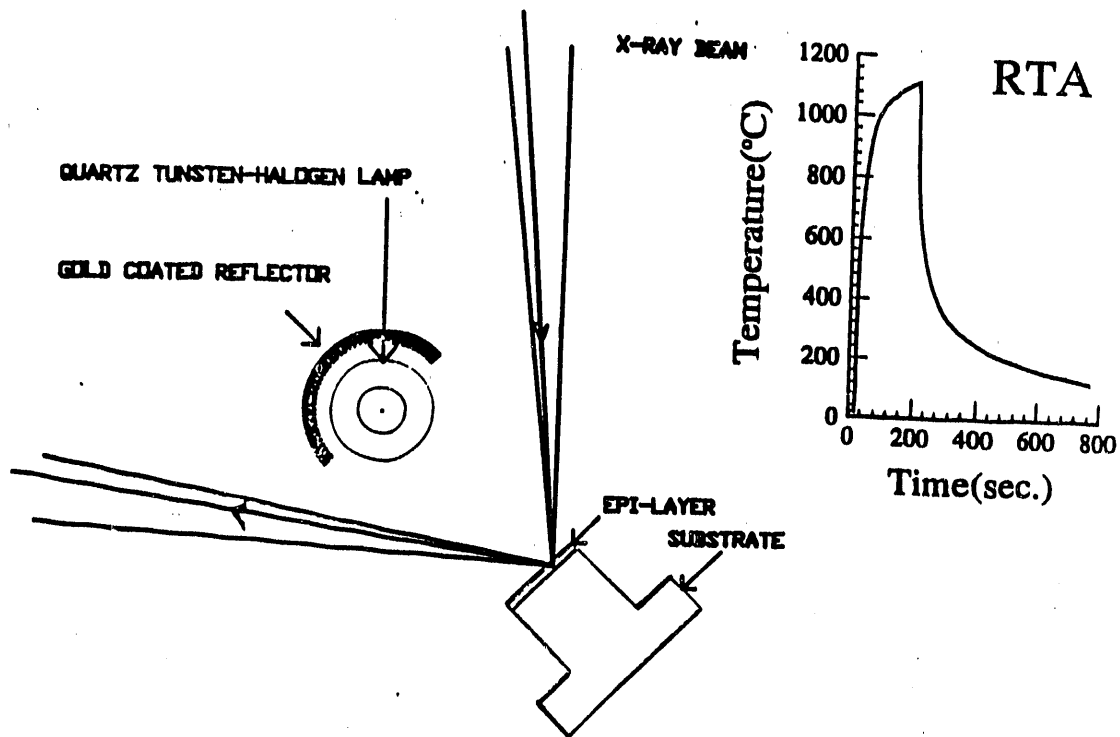 X-RAY BEAM
QUARTZ TUNSTEN-HALOGEN LAMP
GOLD COATED REFLECTOR
EPI-LAYER
SUBSTRATE
RTA
Temperature(°C)
1200
1000
800
600
400
200
0
0 200 400 600 800
Time(sec.)